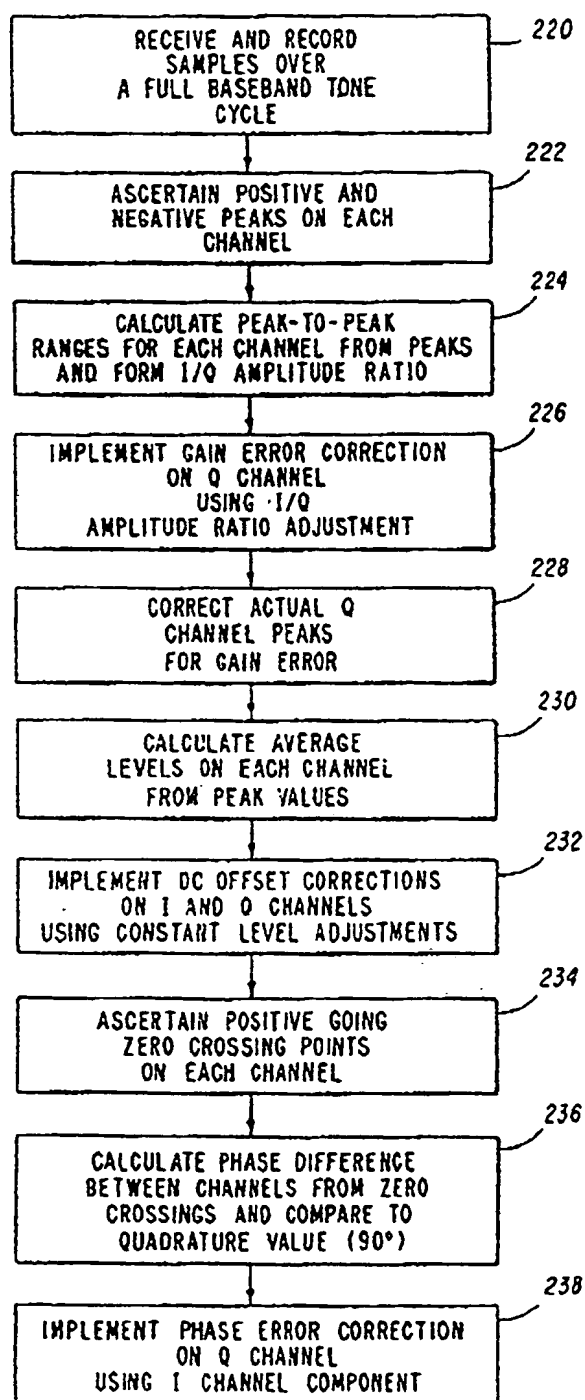 RECEIVE AND RECORD
SAMPLES OVER
A FULL BASEBAND TONE
CYCLE
220
ASCERTAIN POSITIVE AND
NEGATIVE PEAKS ON EACH
CHANNEL
222
CALCULATE PEAK-TO-PEAK
RANGES FOR EACH CHANNEL FROM PEAKS
AND FORM I/Q AMPLITUDE RATIO
224
IMPLEMENT GAIN ERROR CORRECTION
ON Q CHANNEL
USING I/Q
AMPLITUDE RATIO ADJUSTMENT
226
CORRECT ACTUAL Q
CHANNEL PEAKS
FOR GAIN ERROR
228
CALCULATE AVERAGE
LEVELS ON EACH CHANNEL
FROM PEAK VALUES
230
IMPLEMENT DC OFFSET CORRECTIONS
ON I AND Q CHANNELS
USING CONSTANT LEVEL ADJUSTMENTS
232
ASCERTAIN POSITIVE GOING
ZERO CROSSING POINTS
ON EACH CHANNEL
234
CALCULATE PHASE DIFFERENCE
BETWEEN CHANNELS FROM ZERO
CROSSINGS AND COMPARE TO
QUADRATURE VALUE (90°)
236
IMPLEMENT PHASE ERROR CORRECTION
ON Q CHANNEL
USING I CHANNEL COMPONENT
238